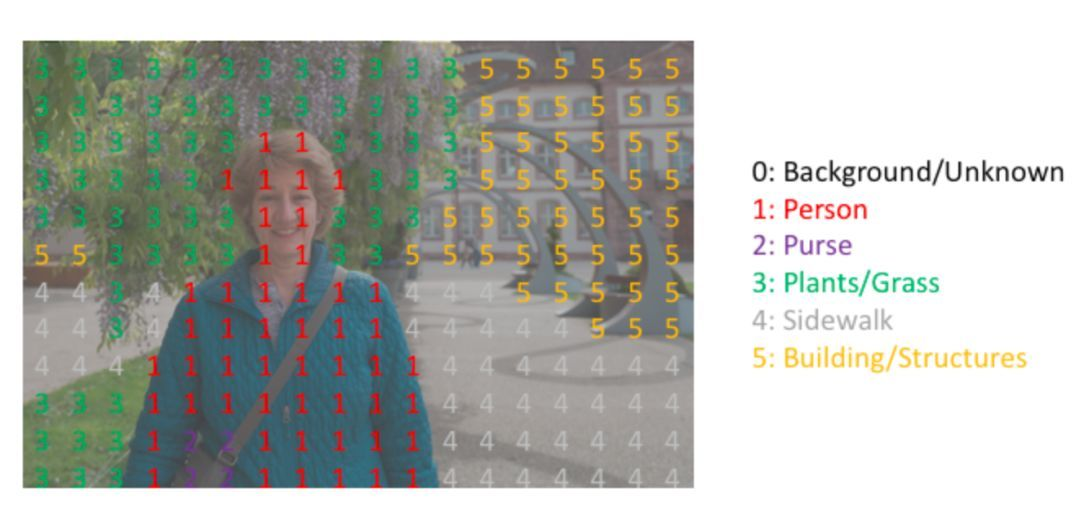 3 3 3 3 3 3 3 3 3 3 3 3 5 5 5 5 5 5
3 3 3 3 3 3 3 3 3 3 3 3 5 5 5 5 5 5
3 3 3 3 3 3 1 1 3 3 3 3 5 5 5 5 5 5
3 3 3 3 3 1 1 1 1 3 3 3 5 5 5 5 5 5
3 3 3 3 3 3 1 1 3 3 3 5 5 5 5 5 5 5
5 5 3 3 3 3 1 1 3 3 5 5 5 5 5 5 5 5
4 4 3 4 1 1 1 1 1 1 4 4 4 5 5 5 5 5
4 4 3 4 1 1 1 1 1 1 4 4 4 4 4 5 5 5
4 4 4 1 1 1 1 1 1 1 1 4 4 4 4 4 4 4
3 3 3 1 1 1 1 1 1 1 1 4 4 4 4 4 4 4
3 3 3 1 2 2 1 1 1 1 1 4 4 4 4 4 4 4
3 3 3 1 2 2 1 1 1 1 1 4 4 4 4 4 4 4
0: Background/Unknown
1: Person
2: Purse
3: Plants/Grass
4: Sidewalk
5: Building/Structures